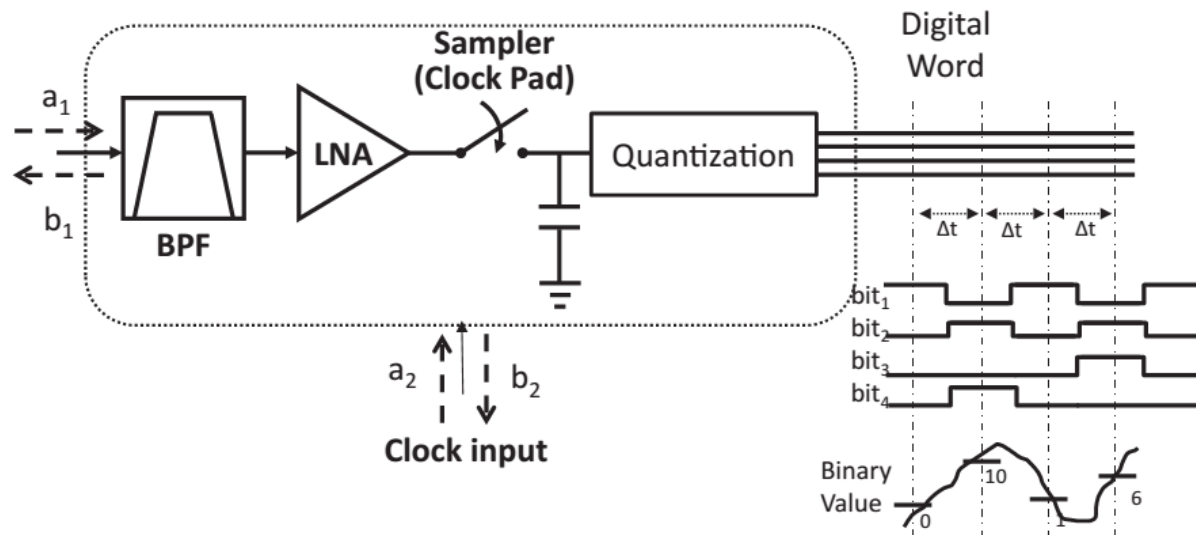 Digital
Word
Sampler
(Clock Pad)
a1
LNA
Quantization
b1
BPF
Δt Δt Δt
bit1
bit2
a2
b2
bit3
bit4
Clock input
Binary
Value
0
10
1
6